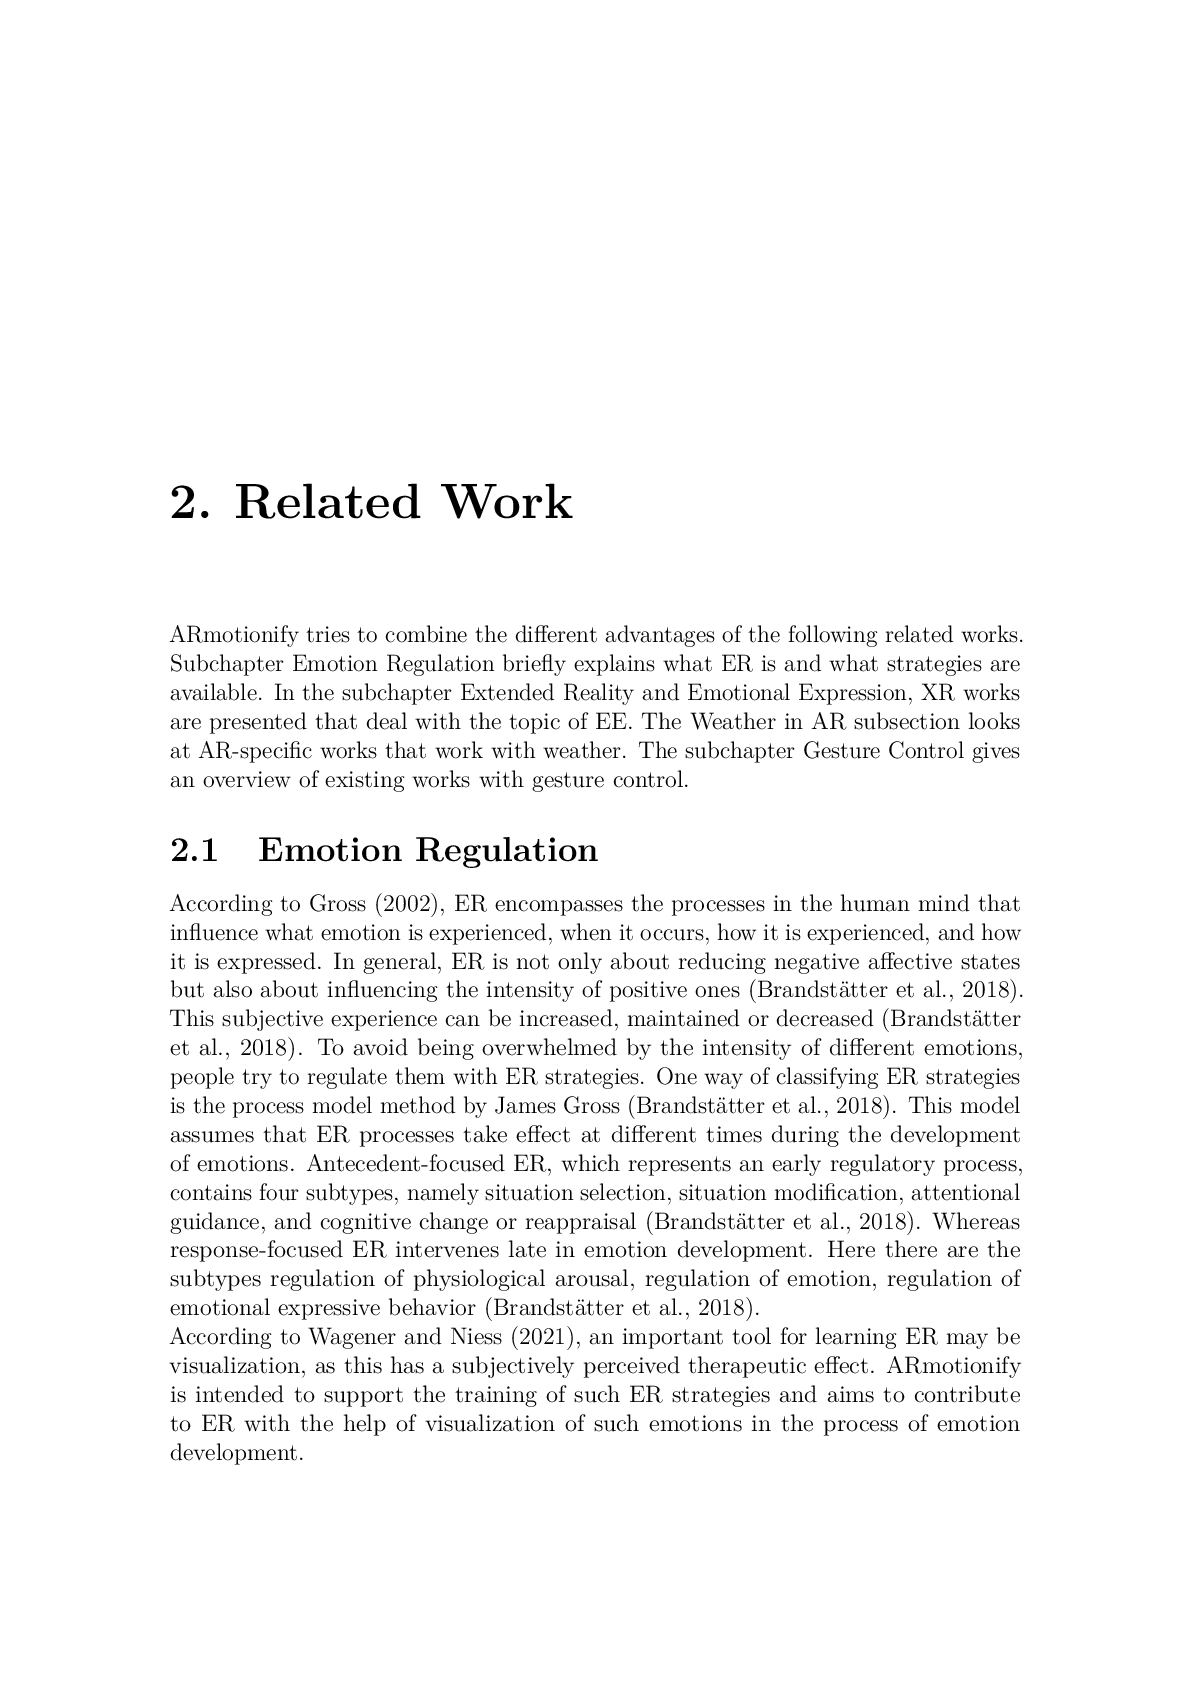 2. Related Work
ARmotionify tries to combine the different advantages of the following related works.
Subchapter Emotion Regulation briefly explains what ER is and what strategies are
available. In the subchapter Extended Reality and Emotional Expression, XR works
are presented that deal with the topic of EE. The Weather in AR subsection looks
at AR-specific works that work with weather. The subchapter Gesture Control gives
an overview of existing works with gesture control.
2.1 Emotion Regulation
According to Gross (2002), ER encompasses the processes in the human mind that
influence what emotion is experienced, when it occurs, how it is experienced, and how
it is expressed. In general, ER is not only about reducing negative affective states
but also about influencing the intensity of positive ones (Brandstätter et al., 2018).
This subjective experience can be increased, maintained or decreased (Brandstätter
et al., 2018). To avoid being overwhelmed by the intensity of different emotions,
people try to regulate them with ER strategies. One way of classifying ER strategies
is the process model method by James Gross (Brandstätter et al., 2018). This model
assumes that ER processes take effect at different times during the development
of emotions. Antecedent-focused ER, which represents an early regulatory process,
contains four subtypes, namely situation selection, situation modification, attentional
guidance, and cognitive change or reappraisal (Brandstätter et al., 2018). Whereas
response-focused ER intervenes late in emotion development. Here there are the
subtypes regulation of physiological arousal, regulation of emotion, regulation of
emotional expressive behavior (Brandstätter et al., 2018).
According to Wagener and Niess (2021), an important tool for learning ER may be
visualization, as this has a subjectively perceived therapeutic effect. ARmotionify
is intended to support the training of such ER strategies and aims to contribute
to ER with the help of visualization of such emotions in the process of emotion
development.